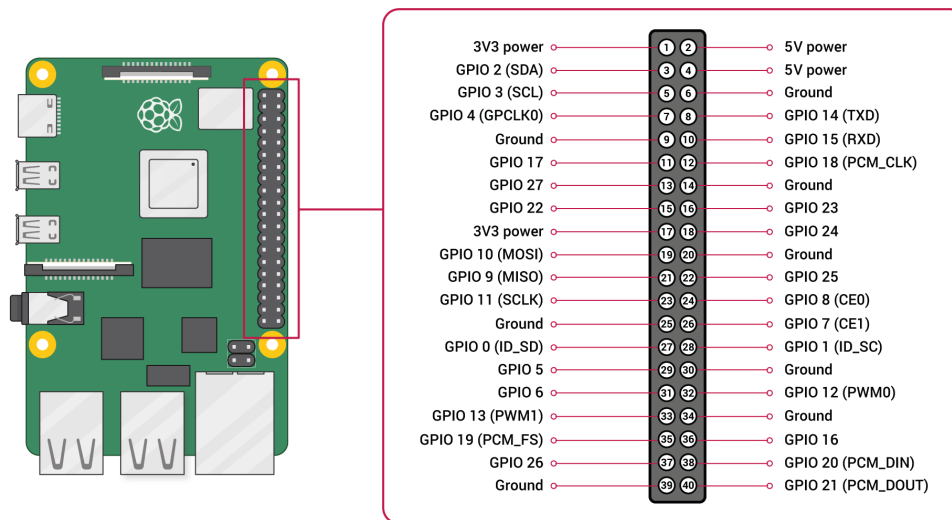 3V3 power 1 2 5V power
GPIO 2 (SDA) 3 4 5V power
GPIO 3 (SCL) 5 6 Ground
GPIO 4 (GPCLK0) 7 8 GPIO 14 (TXD)
Ground 9 10 GPIO 15 (RXD)
GPIO 17 11 12 GPIO 18 (PCM_CLK)
GPIO 27 13 14 Ground
GPIO 22 15 16 GPIO 23
3V3 power 17 18 GPIO 24
GPIO 10 (MOSI) 19 20 Ground
GPIO 9 (MISO) 21 22 GPIO 25
GPIO 11 (SCLK) 23 24 GPIO 8 (CE0)
Ground 25 26 GPIO 7 (CE1)
GPIO 0 (ID_SD) 27 28 GPIO 1 (ID_SC)
GPIO 5 29 30 Ground
GPIO 6 31 32 GPIO 12 (PWM0)
GPIO 13 (PWM1) 33 34 Ground
GPIO 19 (PCM_FS) 35 36 GPIO 16
GPIO 26 37 38 GPIO 20 (PCM_DIN)
Ground 39 40 GPIO 21 (PCM_DOUT)